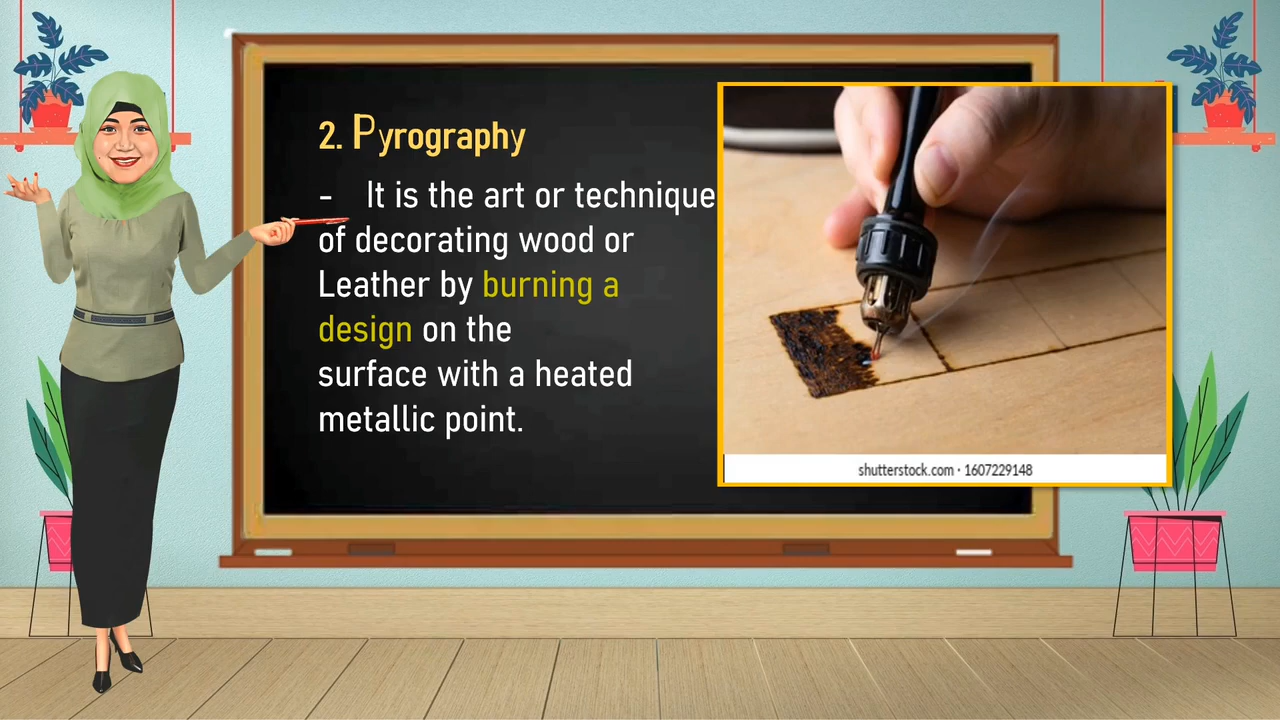 2. Pyrography
- It is the art or technique
of decorating wood or
Leather by burning a
design on the
surface with a heated
metallic point.
shutterstock.com · 1607229148